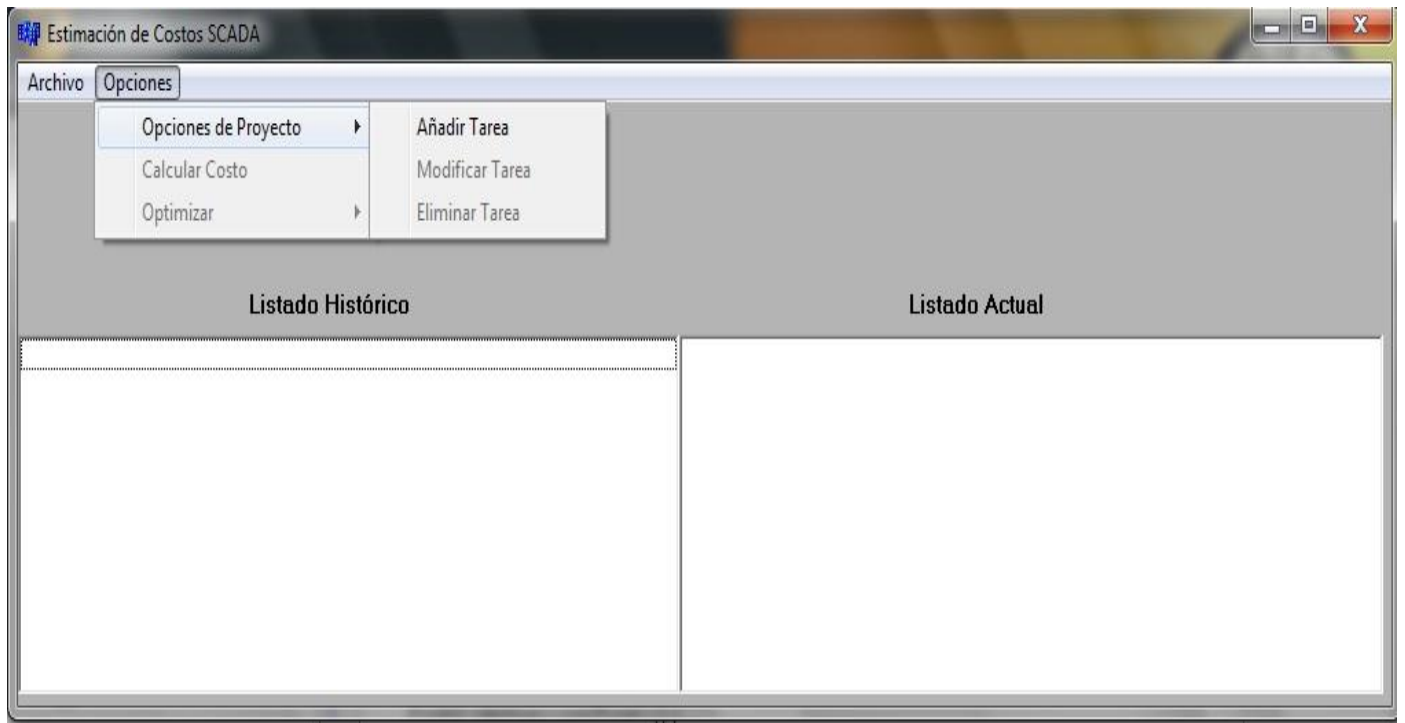 Estimación de Costos SCADA
Archivo Opciones
Opciones de Proyecto Añadir Tarea
Calcular Costo Modificar Tarea
Optimizar Eliminar Tarea
Listado Histórico Listado Actual